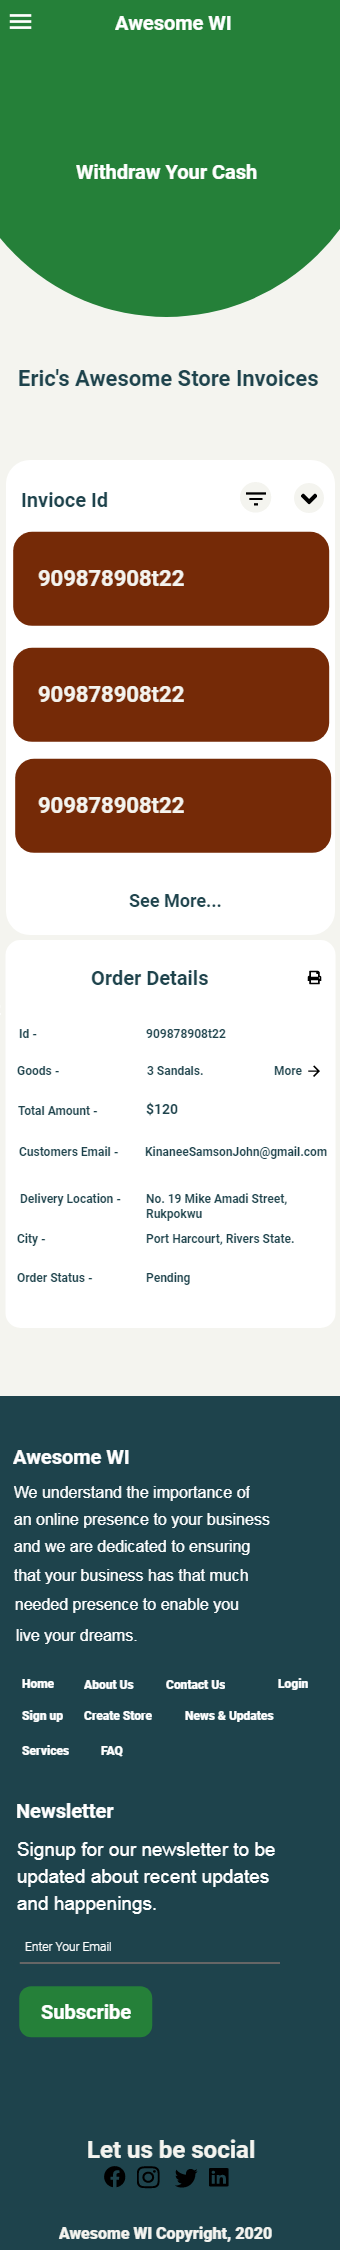 Awesome WI
Withdraw Your Cash
Eric's Awesome Store Invoices
Invioce Id
909878908t22
909878908t22
909878908t22
See More...
Order Details
Id - 909878908t22
Goods - 3 Sandals. More
Total Amount - $120
Customers Email - KinaneeSamsonJohn@gmail.com
Delivery Location - No. 19 Mike Amadi Street,
Rukpokwu
City - Port Harcourt, Rivers State.
Order Status - Pending
Awesome WI
We understand the importance of
an online presence to your business
and we are dedicated to ensuring
that your business has that much
needed presence to enable you
live your dreams.
Home About Us Contact Us Login
Sign up Create Store News & Updates
Services FAQ
Newsletter
Signup for our newsletter to be
updated about recent updates
and happenings.
Enter Your Email
Subscribe
Let us be social
Awesome WI Copyright, 2020